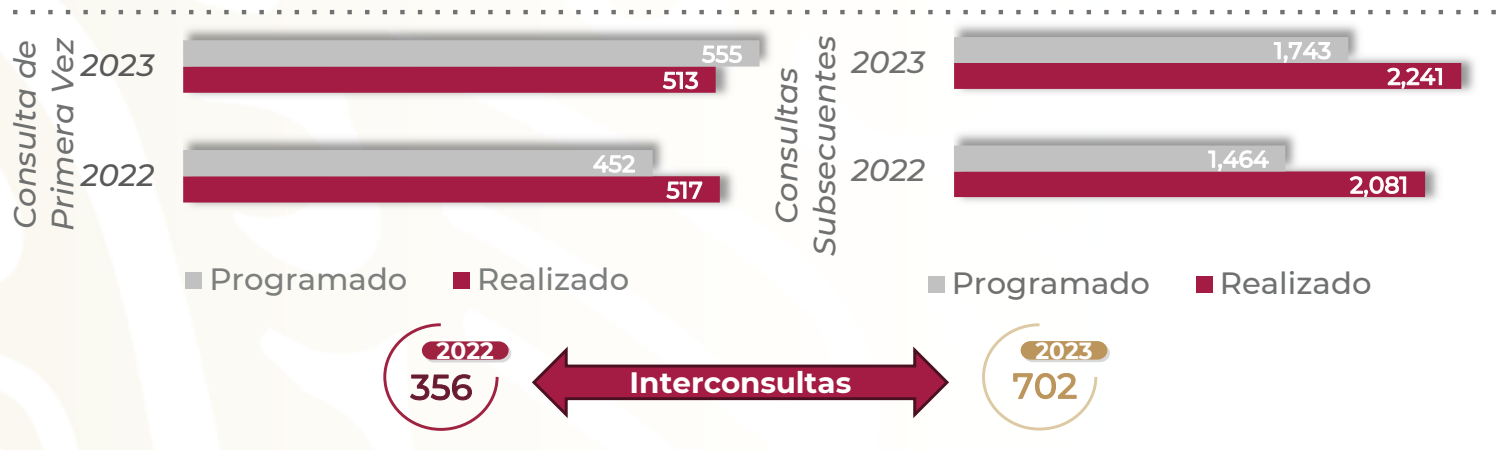 Consulta de
Primera Vez
2023
555
513
2022
452
517
Programado
Realizado
Consultas
Subsecuentes
2023
1,743
2,241
2022
1,464
2,081
Programado
Realizado
2022
356
Interconsultas
2023
702